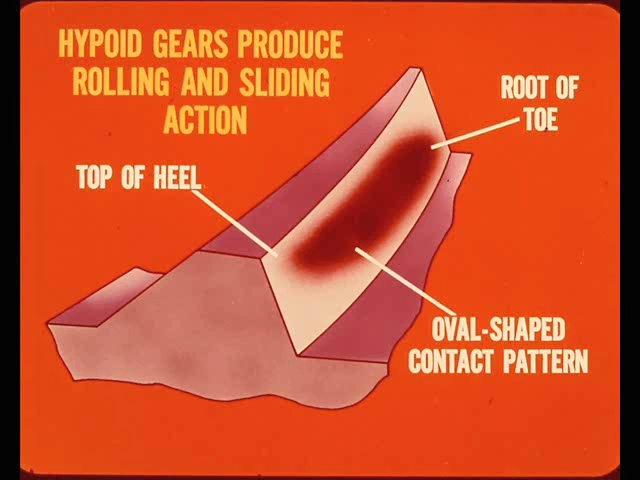 HYPOID GEARS PRODUCE
ROLLING AND SLIDING
ACTION
ROOT OF
TOE
TOP OF HEEL
OVAL-SHAPED
CONTACT PATTERN